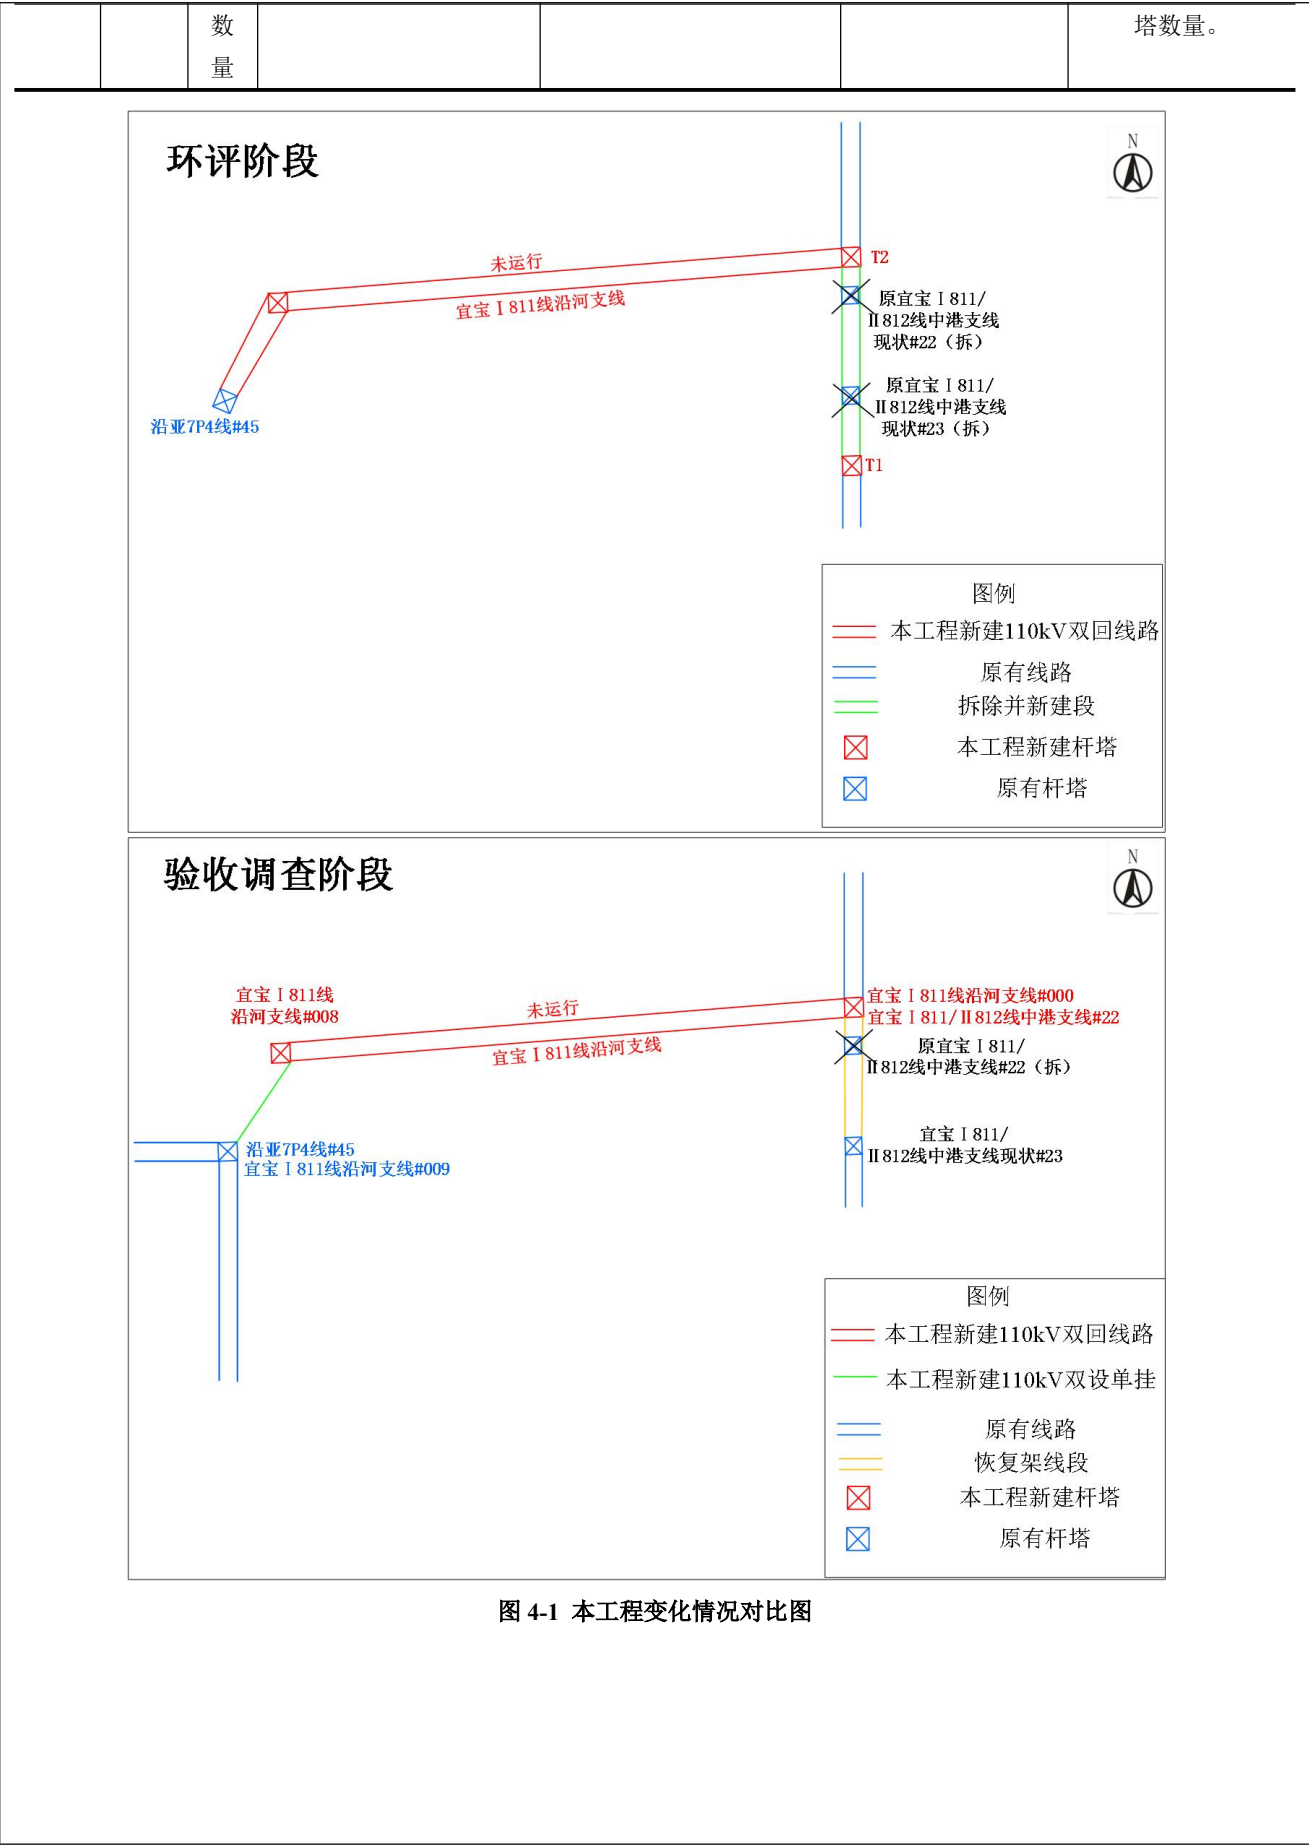 数
量
塔数量。
环评阶段
N
未运行
宜宝Ⅰ811线沿河支线
T2
原宜宝Ⅰ811/
Ⅱ812线中港支线
现状#22（拆）
原宜宝Ⅰ811/
Ⅱ812线中港支线
现状#23（拆）
T1
沿亚7P4线#45
图例
本工程新建110kV双回线路
原有线路
拆除并新建段
本工程新建杆塔
原有杆塔
验收调查阶段
N
宜宝Ⅰ811线
沿河支线#008
未运行
宜宝Ⅰ811线沿河支线
宜宝Ⅰ811线沿河支线#000
宜宝Ⅰ811/Ⅱ812线中港支线#22
原宜宝Ⅰ811/
Ⅱ812线中港支线#22（拆）
宜宝Ⅰ811/
Ⅱ812线中港支线现状#23
沿亚7P4线#45
宜宝Ⅰ811线沿河支线#009
图例
本工程新建110kV双回线路
本工程新建110kV双设单挂
原有线路
恢复架线段
本工程新建杆塔
原有杆塔
图 4-1 本工程变化情况对比图